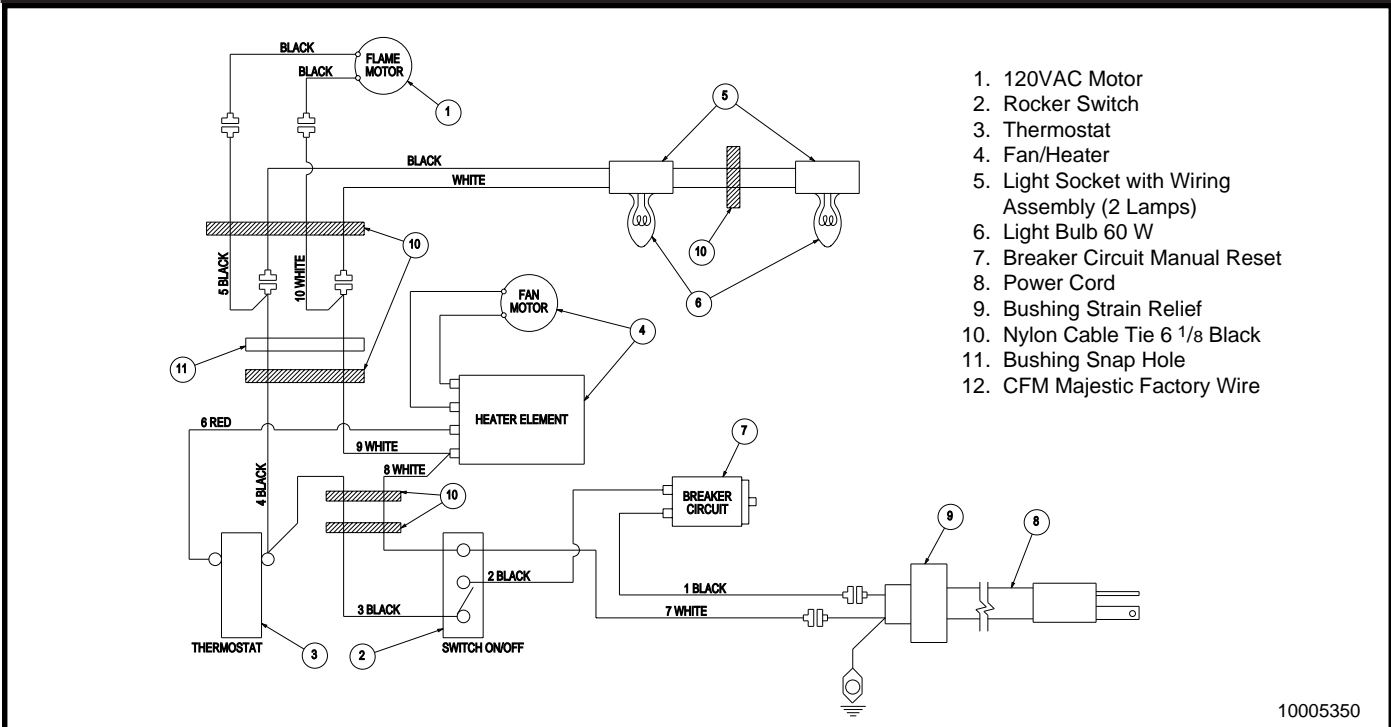 BLACK
FLAME
MOTOR
BLACK
1
5
BLACK
WHITE
10
10
5 BLACK
10 WHITE
6
FAN
MOTOR
4
11
HEATER ELEMENT
6 RED
9 WHITE
8 WHITE
4 BLACK
10
7
BREAKER
CIRCUIT
9
8
2 BLACK
1 BLACK
3 BLACK
7 WHITE
THERMOSTAT
3
2
SWITCH ON/OFF
1. 120VAC Motor
2. Rocker Switch
3. Thermostat
4. Fan/Heater
5. Light Socket with Wiring
Assembly (2 Lamps)
6. Light Bulb 60 W
7. Breaker Circuit Manual Reset
8. Power Cord
9. Bushing Strain Relief
10. Nylon Cable Tie 6 1/8 Black
11. Bushing Snap Hole
12. CFM Majestic Factory Wire
10005350